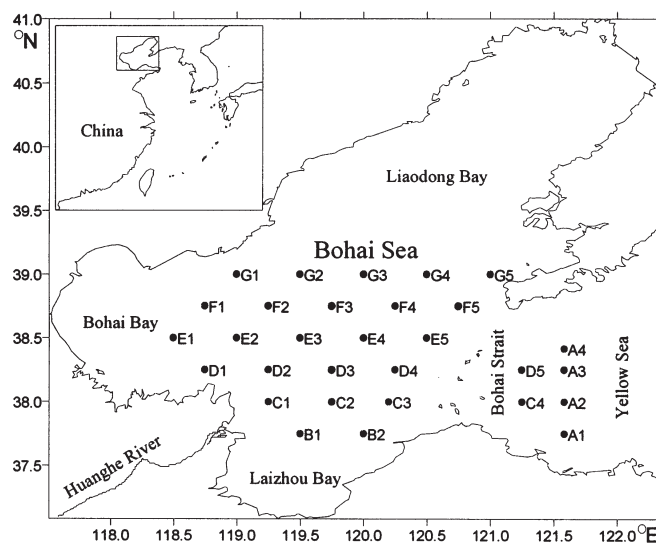 41.0
°N
40.5
40.0
39.5
39.0
38.5
38.0
37.5
China
Liaodong Bay
Bohai Sea
G1 G2 G3 G4 G5
F1 F2 F3 F4 F5
Bohai Bay
E1 E2 E3 E4 E5
A4
D1 D2 D3 D4 D5 A3
C1 C2 C3 C4 A2
B1 B2 A1
Bohai Strait
Yellow Sea
Huanghe River
Laizhou Bay
118.0 118.5 119.0 119.5 120.0 120.5 121.0 121.5 122.0 °E